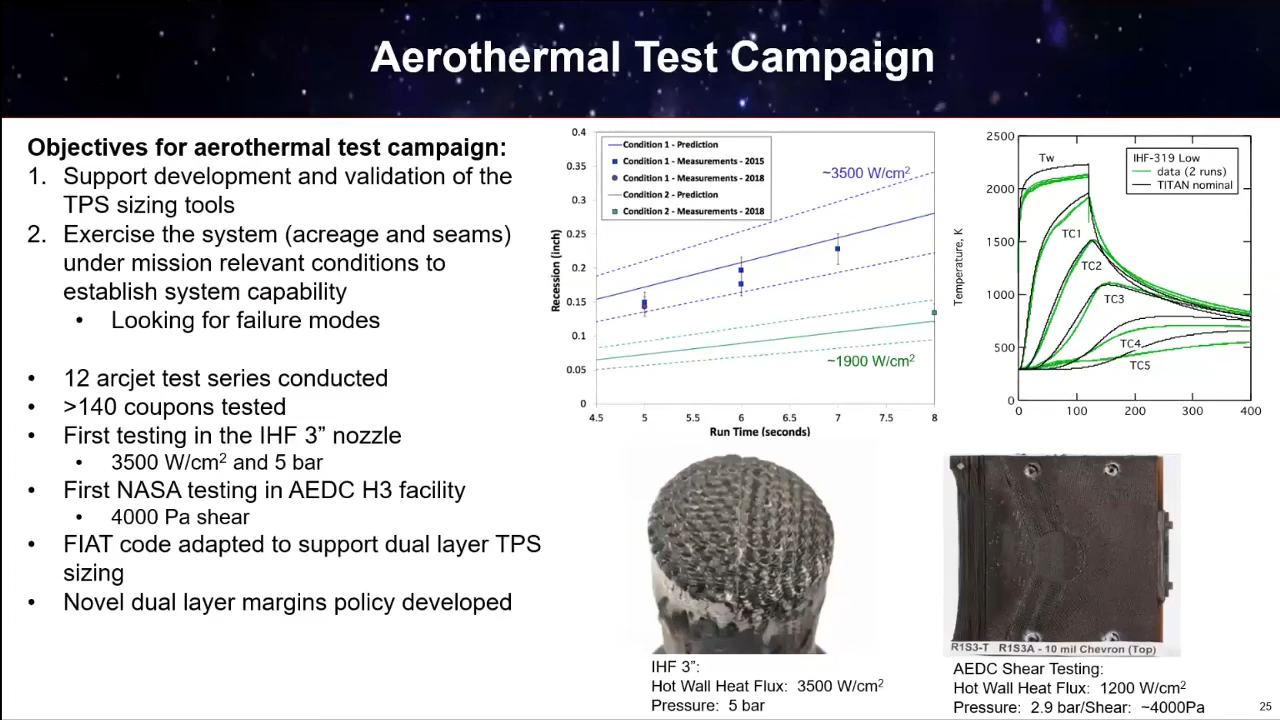 Aerothermal Test Campaign
Objectives for aerothermal test campaign:
1. Support development and validation of the
TPS sizing tools
2. Exercise the system (acreage and seams)
under mission relevant conditions to
establish system capability
• Looking for failure modes
• 12 arcjet test series conducted
• >140 coupons tested
• First testing in the IHF 3” nozzle
• 3500 W/cm² and 5 bar
• First NASA testing in AEDC H3 facility
• 4000 Pa shear
• FIAT code adapted to support dual layer TPS
sizing
• Novel dual layer margins policy developed
0.4
0.35
0.3
0.25
0.2
0.15
0.1
0.05
0
Recession (inch)
Condition 1 - Prediction
Condition 1 - Measurements - 2015
Condition 1 - Measurements - 2018
Condition 2 - Prediction
Condition 2 - Measurements - 2018
~3500 W/cm²
~1900 W/cm²
4.5 5 5.5 6 6.5 7 7.5 8
Run Time (seconds)
2500
2000
1500
1000
500
0
Temperature, K
IHF-319 Low
data (2 runs)
TITAN nominal
Tw
TC1
TC2
TC3
TC4
TC5
0 100 200 300 400
IHF 3”:
Hot Wall Heat Flux: 3500 W/cm²
Pressure: 5 bar
R1S3-T R1S3A - 10 mil Chevron (Top)
AEDC Shear Testing:
Hot Wall Heat Flux: 1200 W/cm²
Pressure: 2.9 bar/Shear: ~4000Pa
25